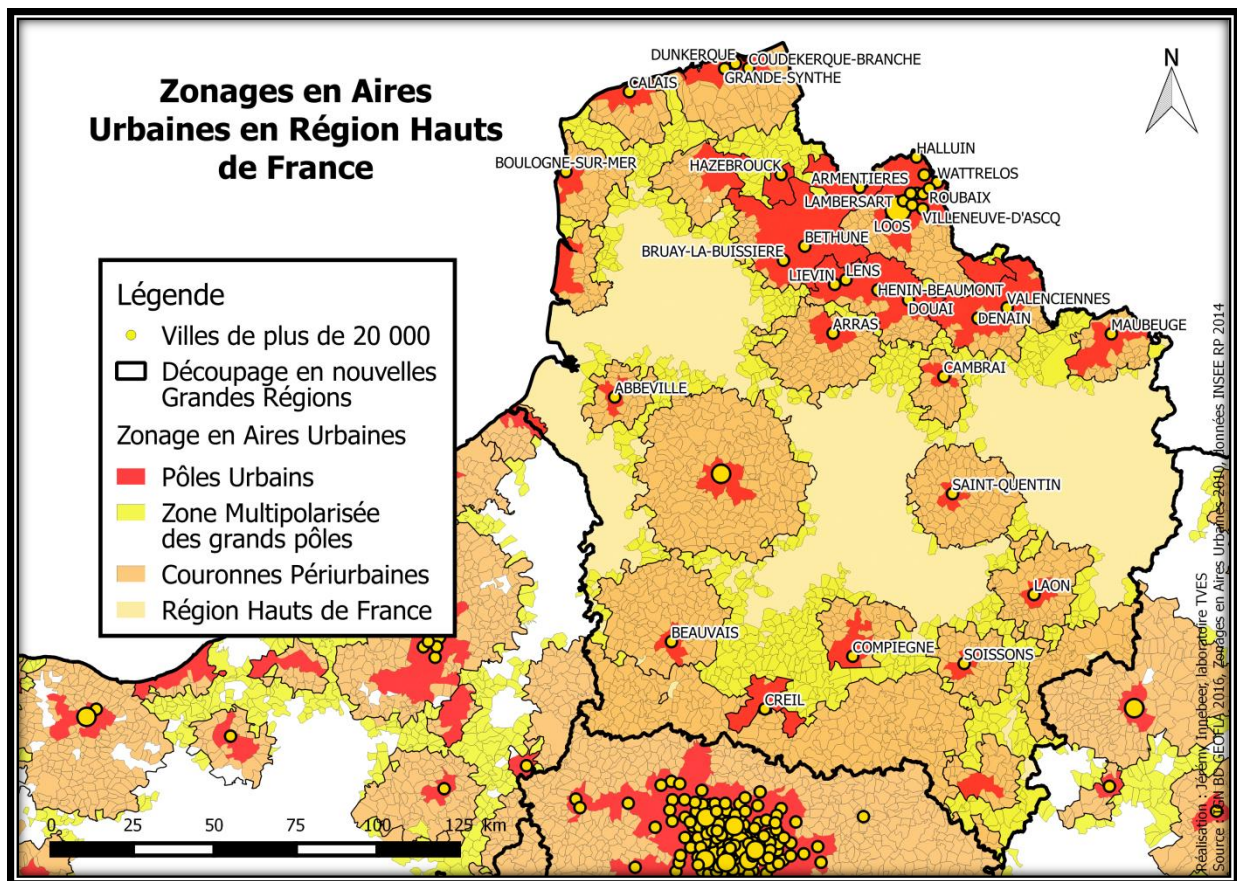 Zonages en Aires
Urbaines en Région Hauts
de France
N
DUNKERQUE
COUDEKERQUE-BRANCHE
GRANDE-SYNTHE
CALAIS
BOULOGNE-SUR-MER
HAZEBROUCK
HALLUIN
ARMENTIERES
WATTRELOS
LAMBERSART
ROUBAIX
VILLENEUVE-D'ASCQ
LOOS
BRUAY-LA-BUISSIERE
BETHUNE
LIEVIN
LENS
HENIN-BEAUMONT
DOUAI
VALENCIENNES
DENAIN
MAUBEUGE
ARRAS
CAMBRAI
ABBEVILLE
SAINT-QUENTIN
LAON
BEAUVAIS
COMPIEGNE
SOISSONS
CREIL
Légende
Villes de plus de 20 000
Découpage en nouvelles
Grandes Régions
Zonage en Aires Urbaines
Pôles Urbains
Zone Multipolarisée
des grands pôles
Couronnes Périurbaines
Région Hauts de France
0 25 50 75 100 125 km
Réalisation : Jérémy Innebeer, laboratoire TVES
Source : IGN BD GEOFLA 2016, Zonages en Aires Urbaines 2010, Données INSEE RP 2014